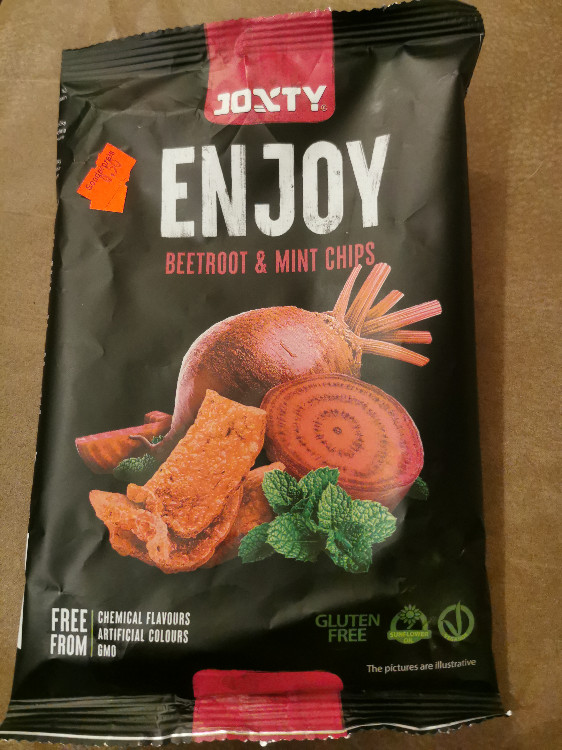 JOXTY
ENJOY
BEETROOT & MINT CHIPS
FREE FROM
CHEMICAL FLAVOURS
ARTIFICIAL COLOURS
GMO
GLUTEN
FREE
SUNFLOWER
OIL
The pictures are illustrative